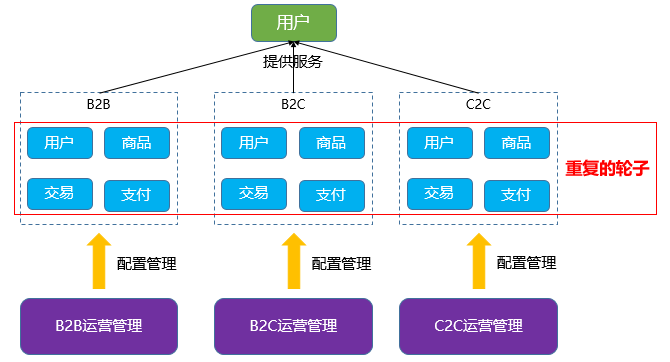 用户
提供服务
B2B
B2C
C2C
用户 商品 用户 商品 用户 商品
重复的轮子
交易 支付 交易 支付 交易 支付
配置管理 配置管理 配置管理
B2B运营管理 B2C运营管理 C2C运营管理